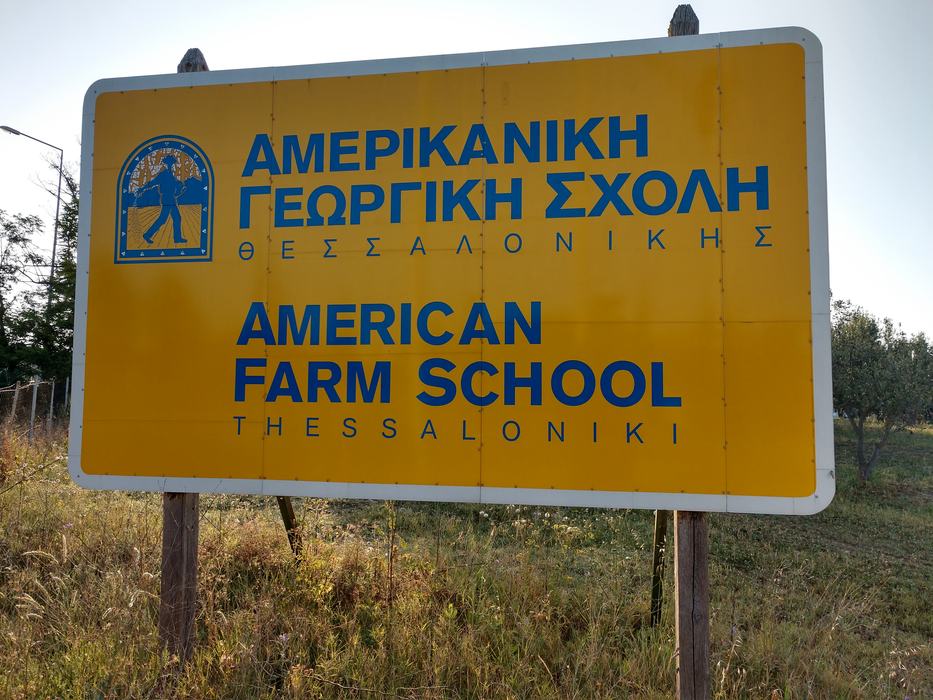 ΑΜΕΡΙΚΑΝΙΚΗ
ΓΕΩΡΓΙΚΗ ΣΧΟΛΗ
ΘΕΣΣΑΛΟΝΙΚΗΣ
AMERICAN
FARM SCHOOL
THESSALONIKI